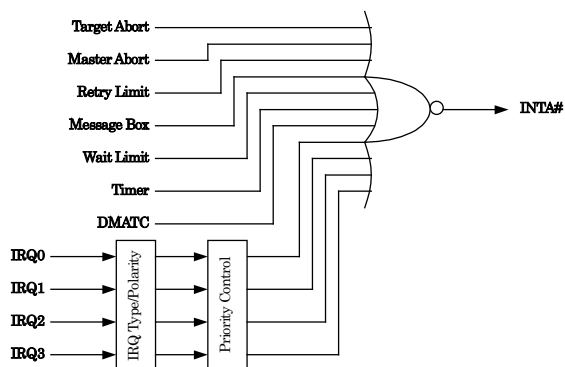 Target Abort
Master Abort
Retry Limit
Message Box
Wait Limit
Timer
DMATC
INTA#
IRQ0
IRQ1
IRQ2
IRQ3
IRQ Type/Polarity
Priority Control